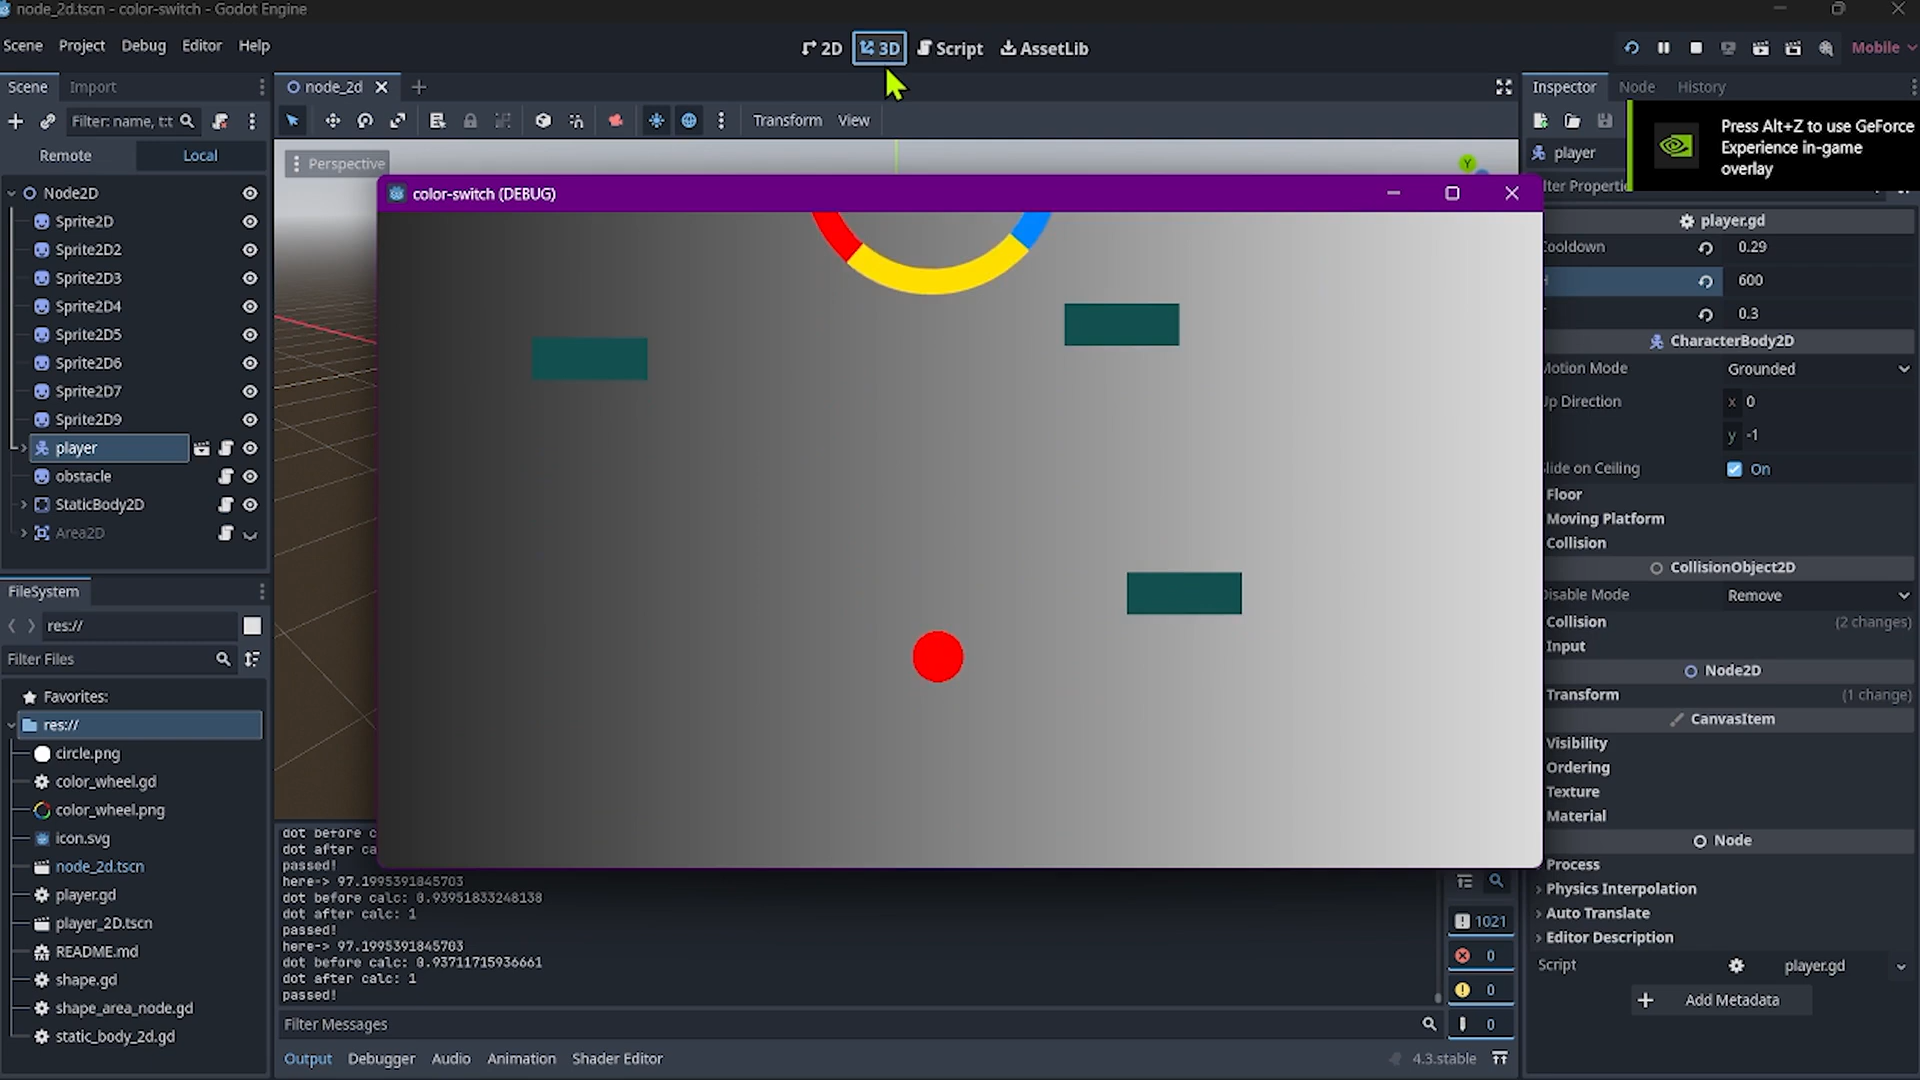 node_2d.tscn - color-switch - Godot Engine
Scene Project Debug Editor Help
2D 3D Script AssetLib
Mobile
Scene Import
node_2d
Inspector Node History
Filter: name, t:t
Transform View
Press Alt+Z to use GeForce
Experience in-game
overlay
Remote Local
Perspective
Y
player
lter Properti
color-switch (DEBUG)
Node2D
Sprite2D
Sprite2D2
Sprite2D3
Sprite2D4
Sprite2D5
Sprite2D6
Sprite2D7
Sprite2D9
player
obstacle
StaticBody2D
Area2D
player.gd
Cooldown 0.29
600
0.3
CharacterBody2D
Motion Mode Grounded
Up Direction x 0
y -1
Slide on Ceiling On
Floor
Moving Platform
Collision
CollisionObject2D
Disable Mode Remove
Collision (2 changes)
Input
Node2D
Transform (1 change)
CanvasItem
Visibility
Ordering
Texture
Material
Node
Process
Physics Interpolation
Auto Translate
Editor Description
Script player.gd
Add Metadata
FileSystem
res://
Filter Files
Favorites:
res://
circle.png
color_wheel.gd
color_wheel.png
icon.svg
node_2d.tscn
player.gd
player_2D.tscn
README.md
shape.gd
shape_area_node.gd
static_body_2d.gd
dot before c
dot after ca
passed!
here-> 97.1995391845703
dot before calc: 0.93951833248138
dot after calc: 1
passed!
here-> 97.1995391845703
dot before calc: 0.93711715936661
dot after calc: 1
passed!
1021
0
0
0
Filter Messages
Output Debugger Audio Animation Shader Editor
4.3.stable